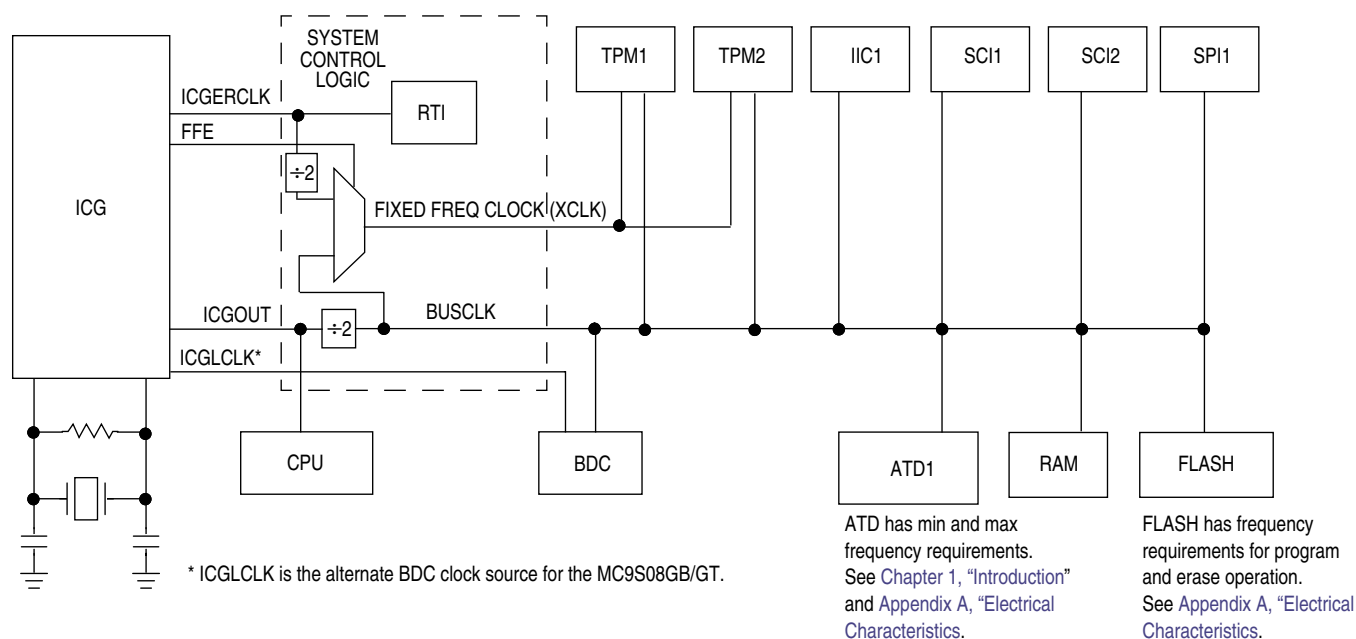 SYSTEM
CONTROL
LOGIC
TPM1
TPM2
IIC1
SCI1
SCI2
SPI1
ICGERCLK
RTI
FFE
÷2
ICG
FIXED FREQ CLOCK (XCLK)
ICGOUT
÷2
BUSCLK
ICGLCLK*
CPU
BDC
ATD1
RAM
FLASH
ATD has min and max
frequency requirements.
See Chapter 1, “Introduction”
and Appendix A, “Electrical
Characteristics.
FLASH has frequency
requirements for program
and erase operation.
See Appendix A, “Electrical
Characteristics.
* ICGLCLK is the alternate BDC clock source for the MC9S08GB/GT.